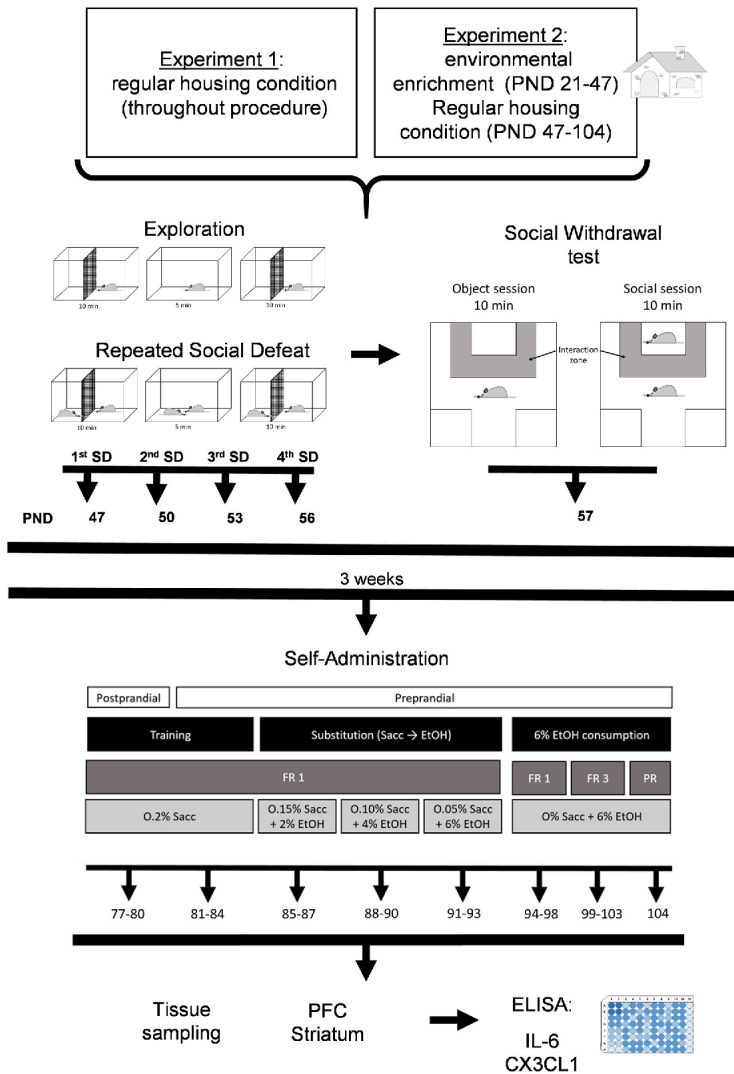 Experiment 1:
regular housing condition
(throughout procedure)
Experiment 2:
environmental
enrichment (PND 21-47)
Regular housing
condition (PND 47-104)
Exploration
10 min
5 min
10 min
Repeated Social Defeat
10 min
5 min
10 min
Social Withdrawal
test
Object session
10 min
Social session
10 min
Interaction
zone
1st SD
2nd SD
3rd SD
4th SD
PND
47
50
53
56
57
3 weeks
Self-Administration
Postprandial
Preprandial
Training
Substitution (Sacc → EtOH)
6% EtOH consumption
FR 1
FR 1
FR 3
PR
0.2% Sacc
0.15% Sacc
+ 2% EtOH
0.10% Sacc
+ 4% EtOH
0.05% Sacc
+ 6% EtOH
0% Sacc + 6% EtOH
77-80
81-84
85-87
88-90
91-93
94-98
99-103
104
Tissue
sampling
PFC
Striatum
ELISA:
IL-6
CX3CL1